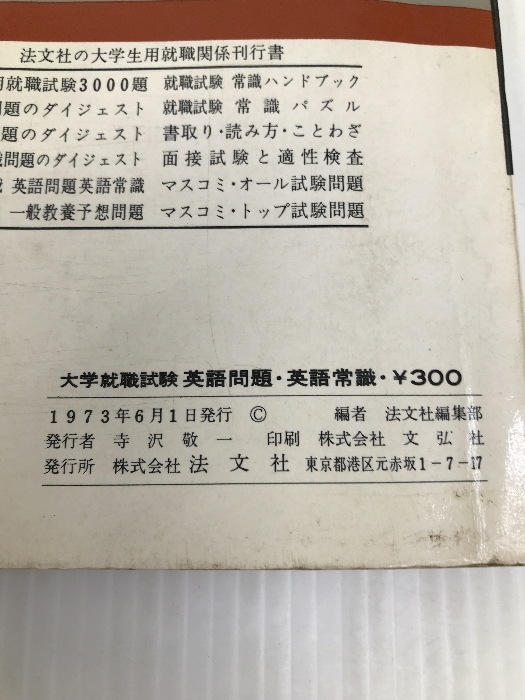 法文社の大学生用就職関係刊行書
就職試験3000題 就職試験 常識ハンドブック
問題のダイジェスト 就職試験 常識パズル
題のダイジェスト 書取り・読み方・ことわざ
問題のダイジェスト 面接試験と適性検査
英語問題英語常識 マスコミ・オール試験問題
一般教養予想問題 マスコミ・トップ試験問題
大学就職試験 英語問題・英語常識・¥300
1973年6月1日発行 © 編者 法文社編集部
発行者 寺沢敬一 印刷 株式会社 文弘社
発行所 株式会社 法文社 東京都港区元赤坂1-7-17